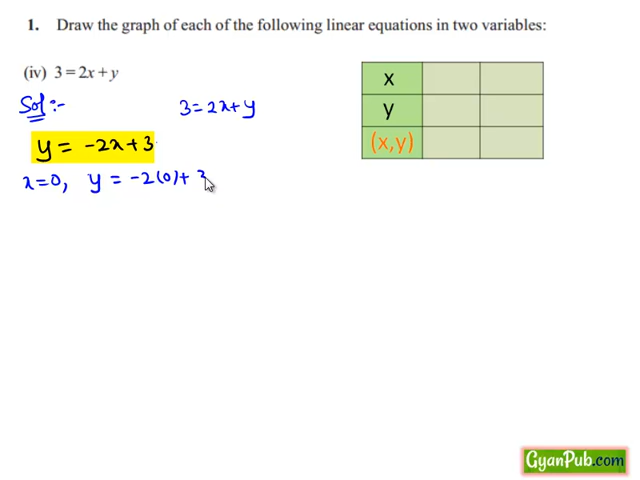 1. Draw the graph of each of the following linear equations in two variables:
(iv) 3 = 2x + y
Sol :-
3 = 2x + y
y = -2x + 3
x = 0, y = -2(0) + 3
x
y
(x,y)
GyanPub.com